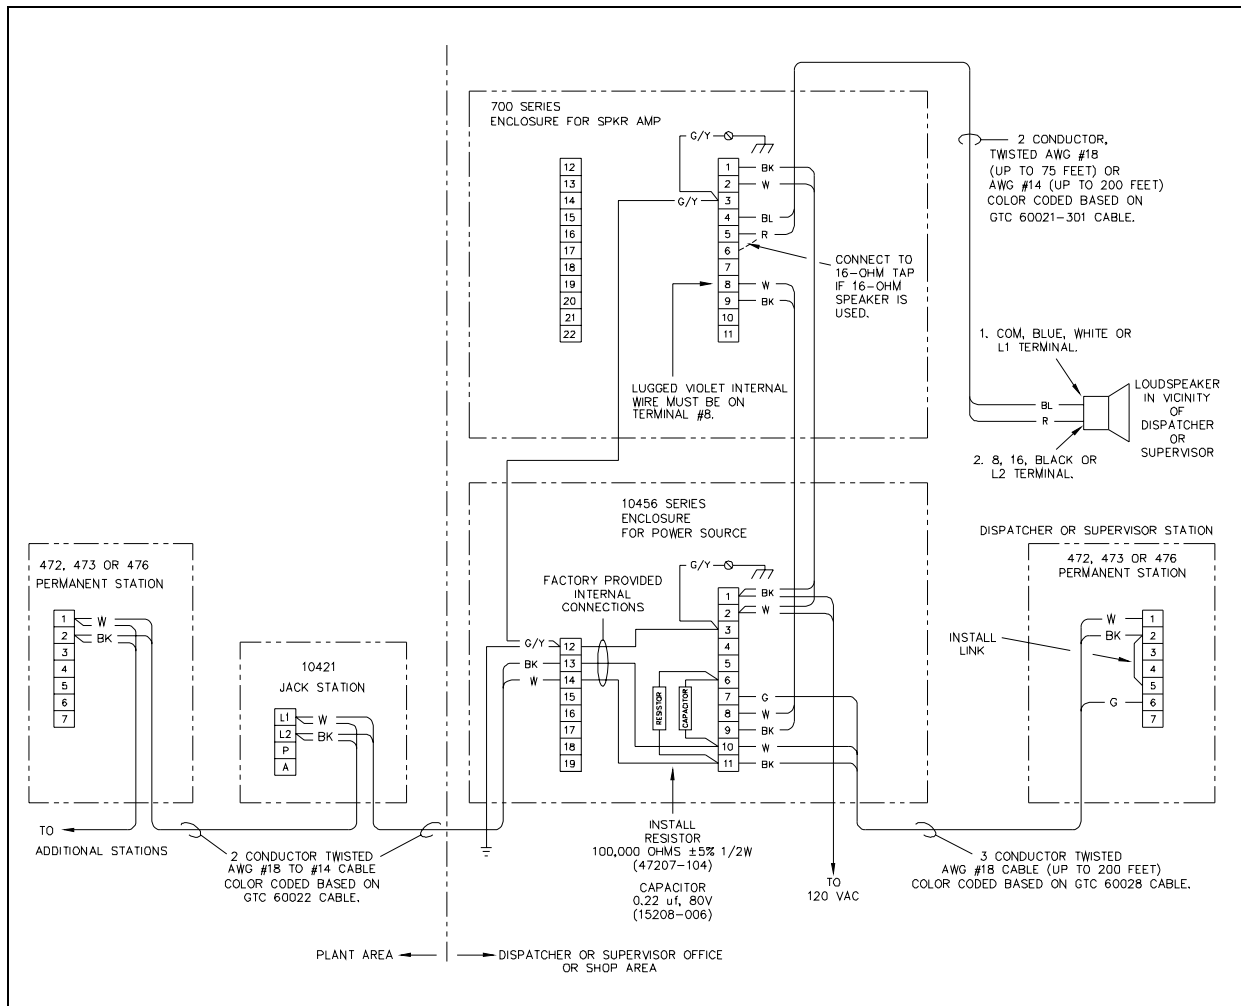 700 SERIES
ENCLOSURE FOR SPKR AMP
12
13
14
15
16
17
18
19
20
21
22
G/Y
G/Y
1
2
3
4
5
6
7
8
9
10
11
BK
W
BL
R
W
BK
CONNECT TO
16-OHM TAP
IF 16-OHM
SPEAKER IS
USED.
LUGGED VIOLET INTERNAL
WIRE MUST BE ON
TERMINAL #8.
2 CONDUCTOR,
TWISTED AWG #18
(UP TO 75 FEET) OR
AWG #14 (UP TO 200 FEET)
COLOR CODED BASED ON
GTC 60021-301 CABLE.
1. COM, BLUE, WHITE OR
L1 TERMINAL.
BL
R
LOUDSPEAKER
IN VICINITY
OF
DISPATCHER
OR
SUPERVISOR
2. 8, 16, BLACK OR
L2 TERMINAL.
10456 SERIES
ENCLOSURE
FOR POWER SOURCE
FACTORY PROVIDED
INTERNAL
CONNECTIONS
G/Y
G/Y
BK
W
12
13
14
15
16
17
18
19
RESISTOR
CAPACITOR
1
2
3
4
5
6
7
8
9
10
11
BK
W
G
W
BK
W
BK
INSTALL
RESISTOR
100,000 OHMS ±5% 1/2W
(47207-104)
CAPACITOR
0.22 uf, 80V
(15208-006)
TO
120 VAC
DISPATCHER OR SUPERVISOR STATION
472, 473 OR 476
PERMANENT STATION
INSTALL
LINK
W
BK
G
1
2
3
4
5
6
7
3 CONDUCTOR TWISTED
AWG #18 CABLE (UP TO 200 FEET)
COLOR CODED BASED ON GTC 60028 CABLE.
472, 473 OR 476
PERMANENT STATION
1
2
3
4
5
6
7
W
BK
10421
JACK STATION
L1
L2
P
A
W
BK
TO
ADDITIONAL STATIONS
2 CONDUCTOR TWISTED
AWG #18 TO #14 CABLE
COLOR CODED BASED ON
GTC 60022 CABLE.
PLANT AREA
DISPATCHER OR SUPERVISOR OFFICE
OR SHOP AREA